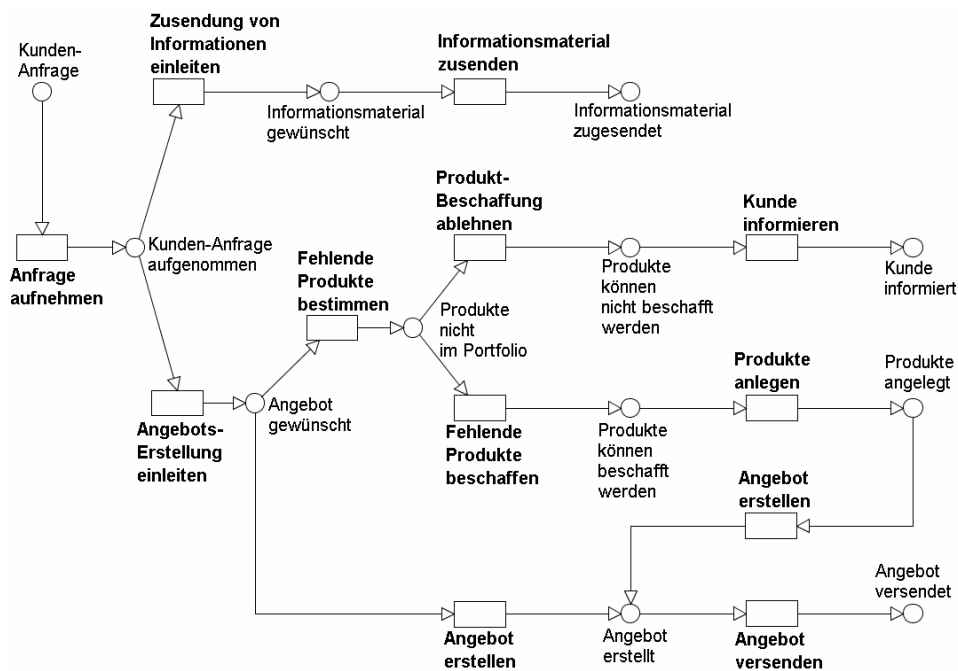 Kunden-
Anfrage
Zusendung von
Informationen
einleiten
Informationsmaterial
zusenden
Informationsmaterial
gewünscht
Informationsmaterial
zugesendet
Anfrage
aufnehmen
Kunden-Anfrage
aufgenommen
Fehlende
Produkte
bestimmen
Produkt-
Beschaffung
ablehnen
Kunde
informieren
Produkte
können
nicht beschafft
werden
Kunde
informiert
Produkte
nicht
im Portfolio
Angebots-
Erstellung
einleiten
Angebot
gewünscht
Fehlende
Produkte
beschaffen
Produkte
können
beschafft
werden
Produkte
anlegen
Produkte
angelegt
Angebot
erstellen
Angebot
erstellen
Angebot
erstellt
Angebot
versenden
Angebot
versendet